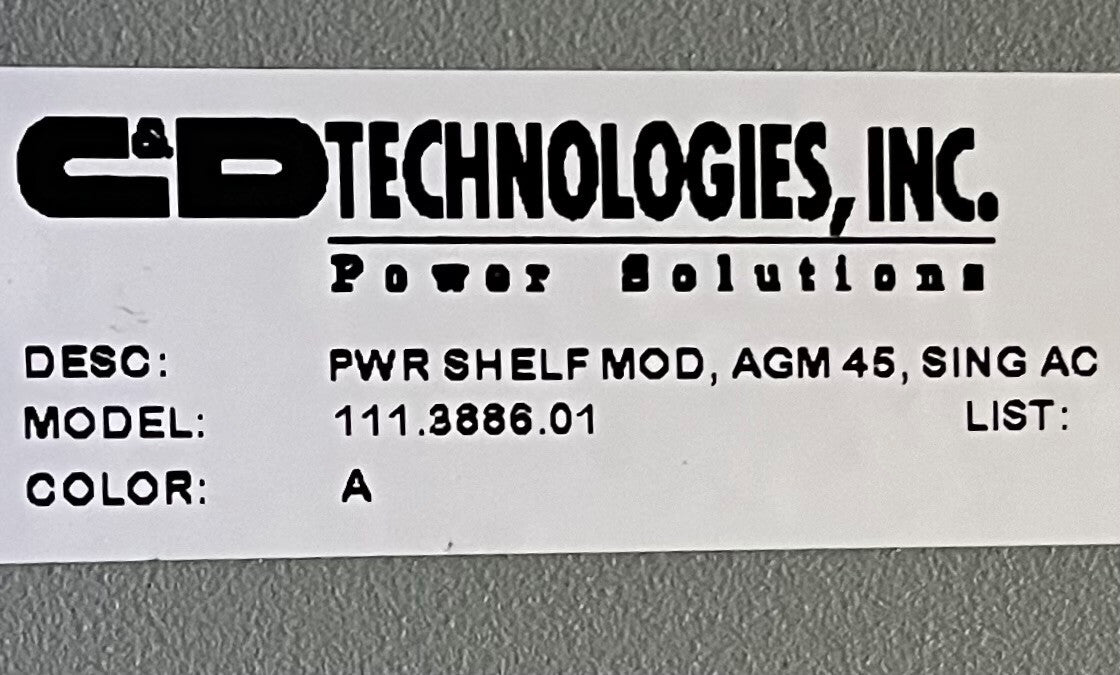 C&D TECHNOLOGIES, INC.
Power Solutions
DESC: PWR SHELF MOD, AGM 45, SING AC
MODEL: 111.3886.01 LIST:
COLOR: A